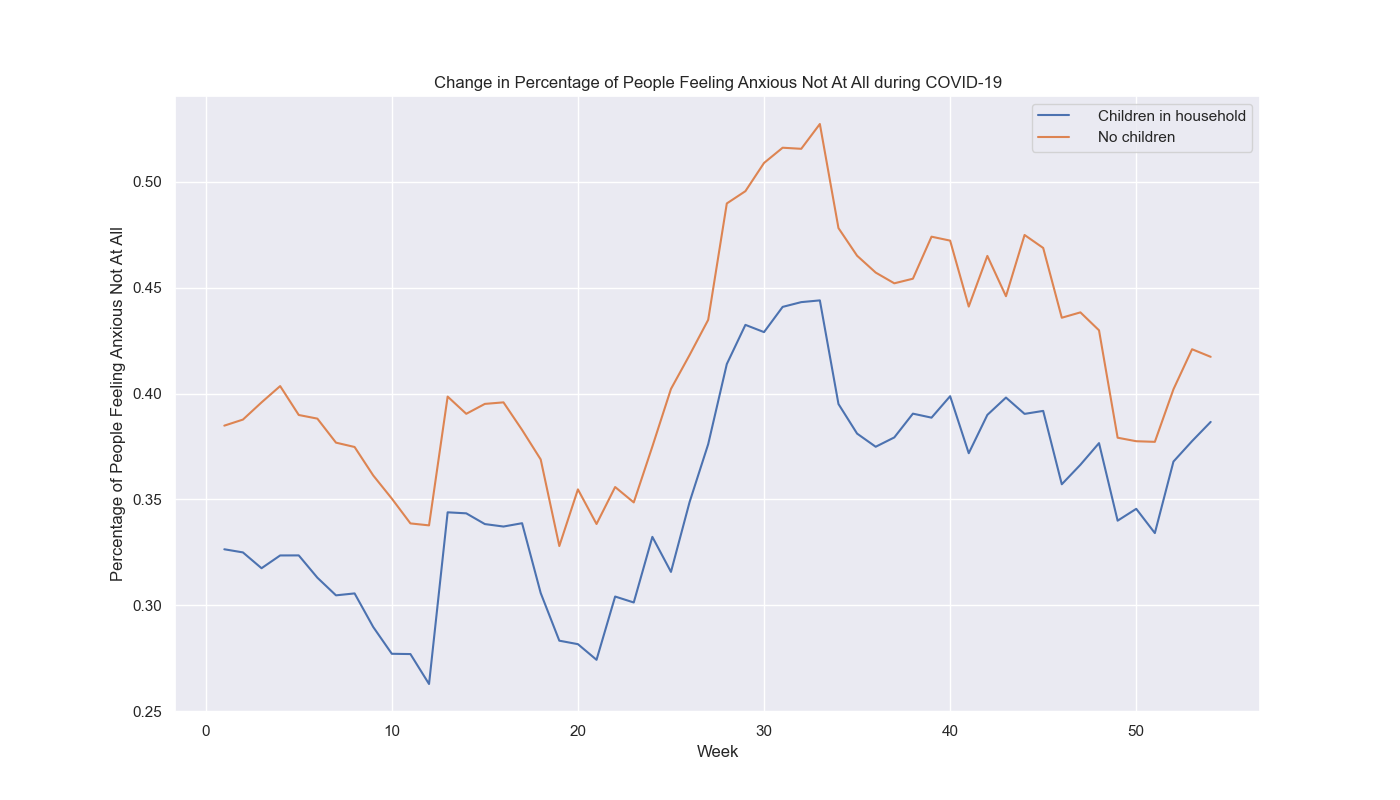 Change in Percentage of People Feeling Anxious Not At All during COVID-19
Children in household
No children
Percentage of People Feeling Anxious Not At All
0.50
0.45
0.40
0.35
0.30
0.25
0 10 20 30 40 50
Week